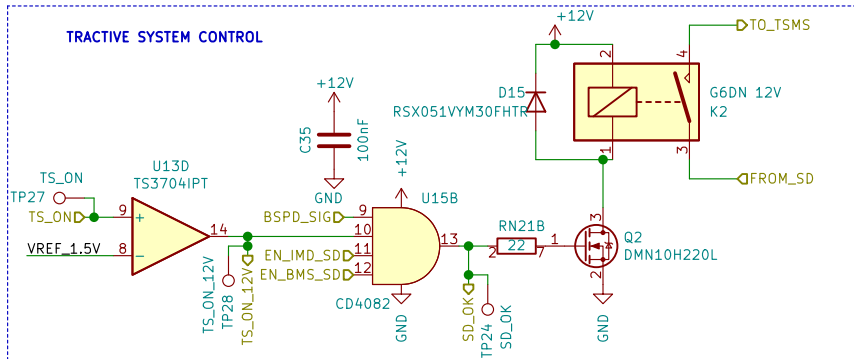 TRACTIVE SYSTEM CONTROL
+12V
TO_TSMS
2
4
D15
RSX051VYM30FHTR
G6DN 12V
K2
1
3
FROM_SD
+12V
C35
100nF
GND
+12V
U13D
TS3704IPT
TS_ON
TP27
TS_ON
9
+
14
VREF_1.5V
8
-
TS_ON_12V
TP28
TS_ON_12V
U15B
BSPD_SIG
9
10
EN_IMD_SD
11
EN_BMS_SD
12
13
CD4082
GND
SD_OK
TP24
SD_OK
RN21B
2
22
7
1
3
Q2
DMN10H220L
2
GND